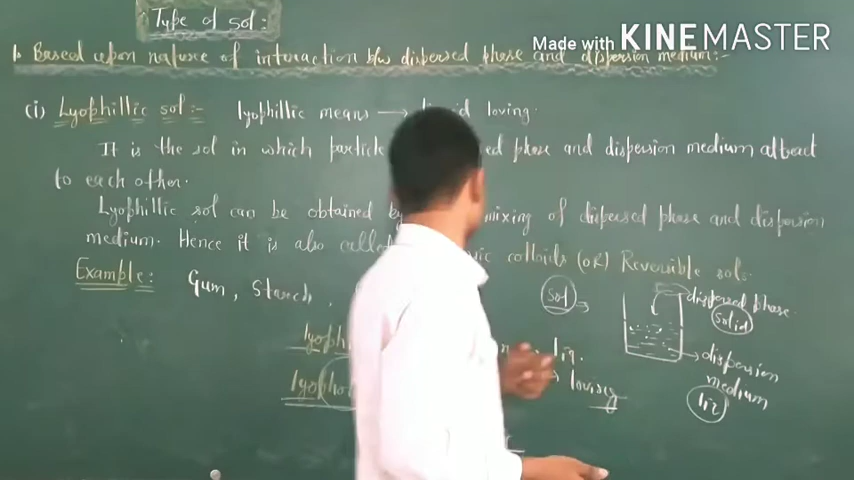 Type of sol:
Made with KINEMASTER
1. Based upon nature of interaction b/w dispersed phase and dispersion medium:-
(i) Lyophillic sol:- lyophillic means → loving.
It is the sol in which particle phase and dispersion medium attract
to each other.
Lyophillic sol can be obtained by mixing of dispersed phase and dispersion
medium. Hence it is also called colloids (OR) Reversible sol.
Example: Gum, Starch,
sol
dispersed phase
solid
liq.
loving
dispersion
medium
liq